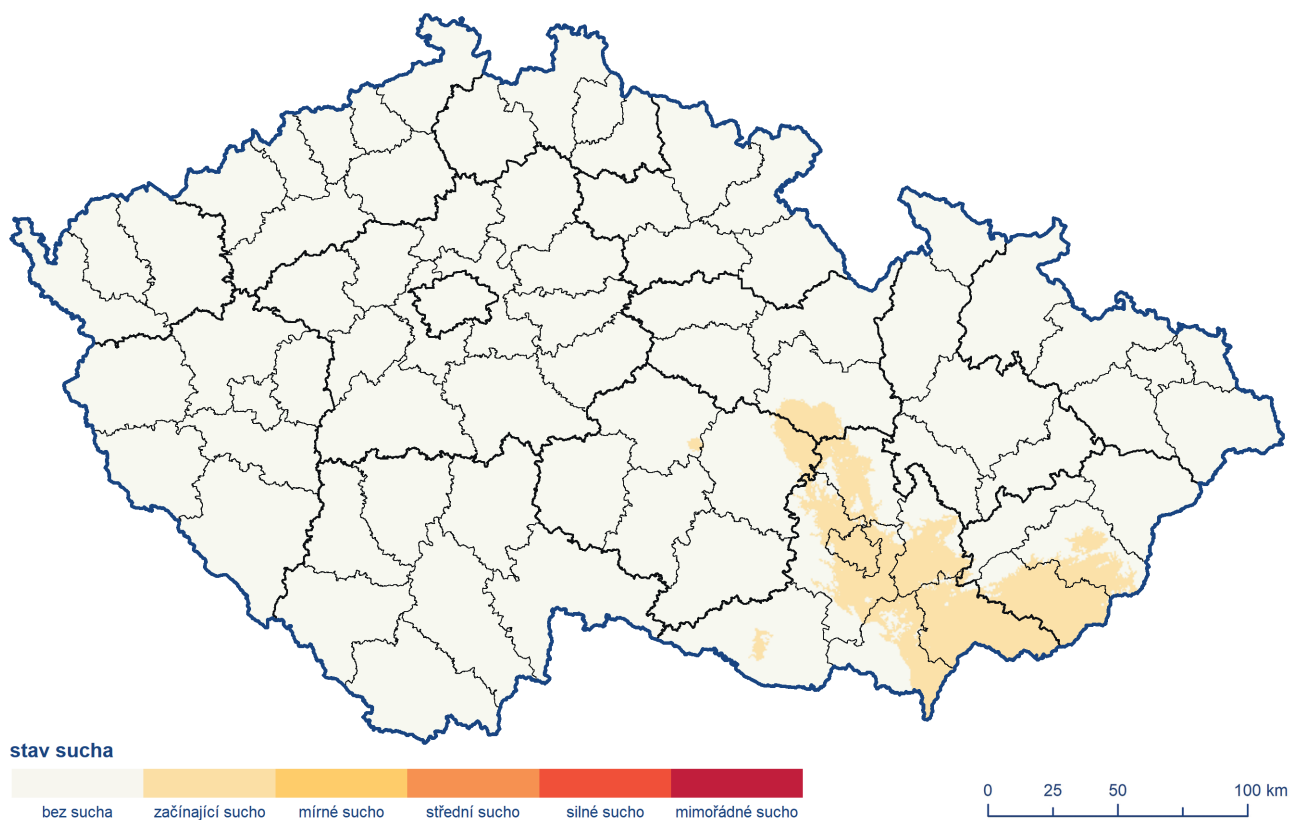 stav sucha
bez sucha začínající sucho mírné sucho střední sucho silné sucho mimořádné sucho
0 25 50 100 km